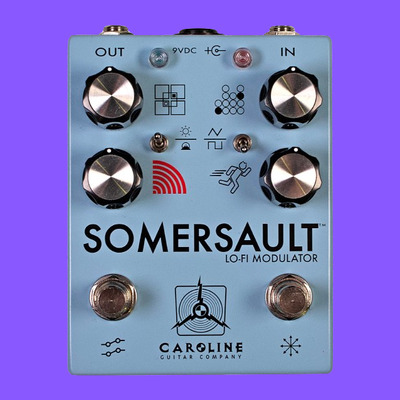 OUT 9VDC IN
SOMERSAULT™
LO-FI MODULATOR
CAROLINE
GUITAR COMPANY